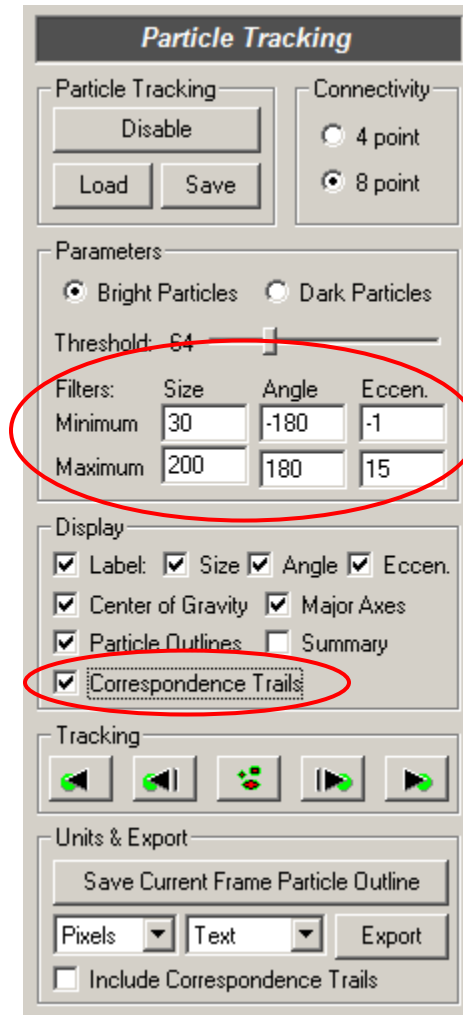 Particle Tracking
Particle Tracking
Connectivity
Disable
4 point
Load Save
8 point
Parameters
Bright Particles Dark Particles
Threshold: 64
Filters: Size Angle Eccen.
Minimum 30 -180 -1
Maximum 200 180 15
Display
Label: Size Angle Eccen.
Center of Gravity Major Axes
Particle Outlines Summary
Correspondence Trails
Tracking
Units & Export
Save Current Frame Particle Outline
Pixels Text Export
Include Correspondence Trails